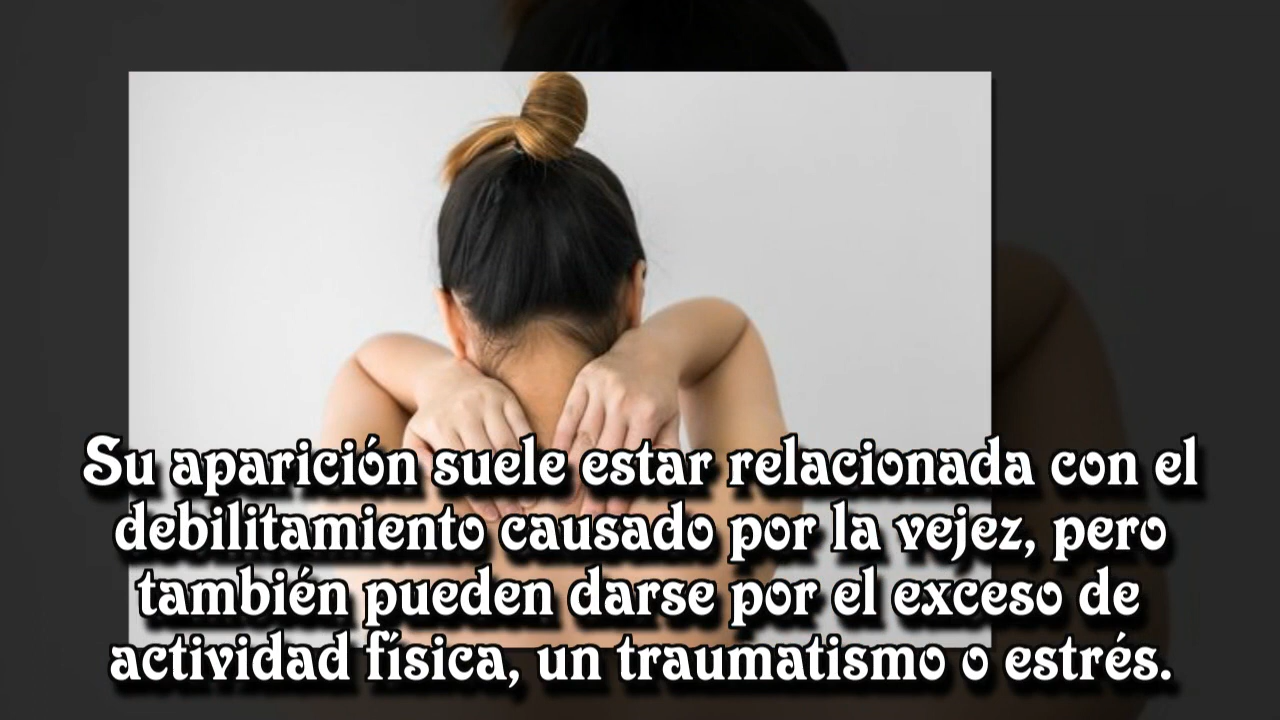 Su aparición suele estar relacionada con el
debilitamiento causado por la vejez, pero
también pueden darse por el exceso de
actividad física, un traumatismo o estrés.